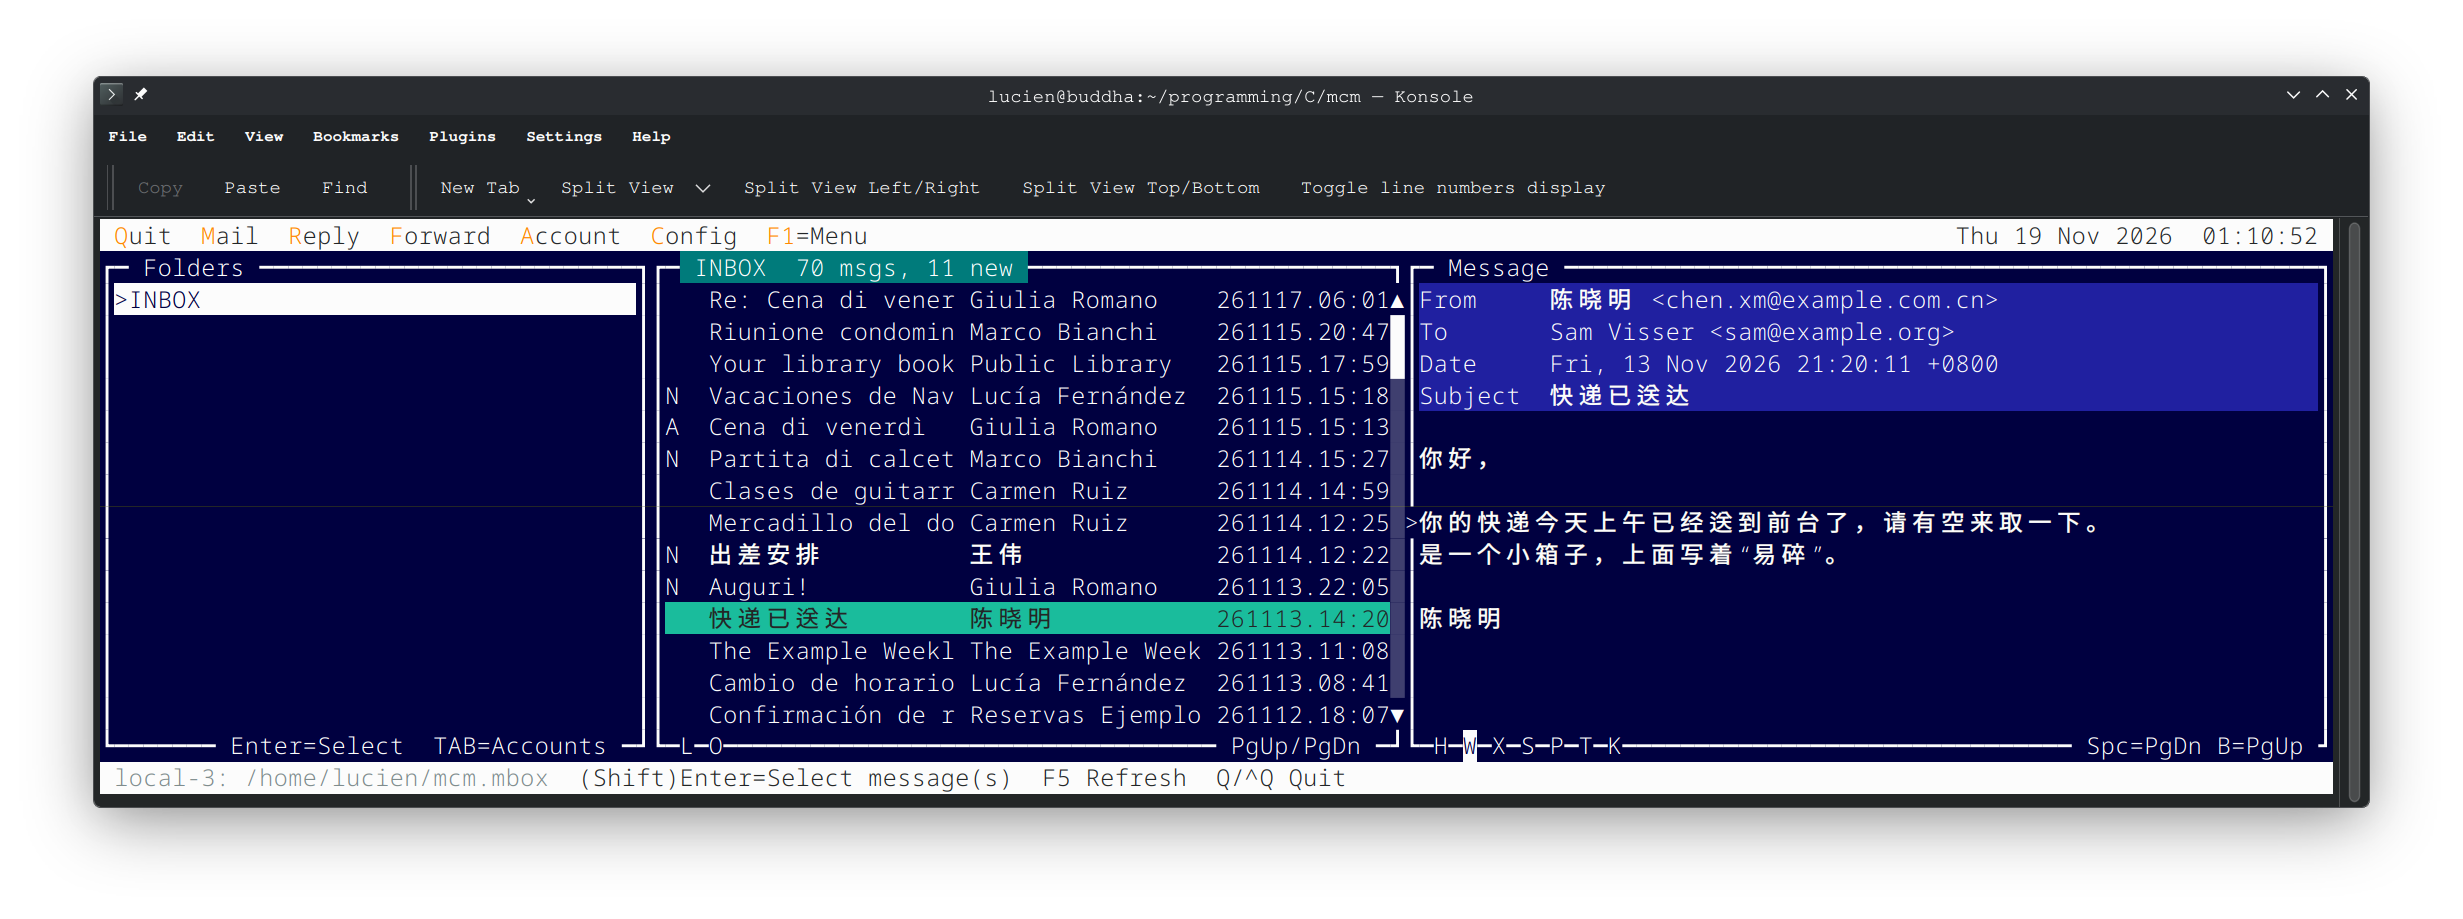 lucien@buddha:~/programming/C/mcm — Konsole
File Edit View Bookmarks Plugins Settings Help
Copy Paste Find New Tab Split View Split View Left/Right Split View Top/Bottom Toggle line numbers display
Quit Mail Reply Forward Account Config F1=Menu Thu 19 Nov 2026 01:10:52
Folders
>INBOX
Enter=Select TAB=Accounts
INBOX 70 msgs, 11 new
Re: Cena di vener Giulia Romano 261117.06:01
Riunione condomin Marco Bianchi 261115.20:47
Your library book Public Library 261115.17:59
N Vacaciones de Nav Lucía Fernández 261115.15:18
A Cena di venerdì Giulia Romano 261115.15:13
N Partita di calcet Marco Bianchi 261114.15:27
Clases de guitarr Carmen Ruiz 261114.14:59
Mercadillo del do Carmen Ruiz 261114.12:25
N 出差安排 王伟 261114.12:22
N Auguri! Giulia Romano 261113.22:05
快递已送达 陈晓明 261113.14:20
The Example Weekl The Example Week 261113.11:08
Cambio de horario Lucía Fernández 261113.08:41
Confirmación de r Reservas Ejemplo 261112.18:07
L O PgUp/PgDn
Message
From 陈晓明 <chen.xm@example.com.cn>
To Sam Visser <sam@example.org>
Date Fri, 13 Nov 2026 21:20:11 +0800
Subject 快递已送达
你好，
>你的快递今天上午已经送到前台了，请有空来取一下。
是一个小箱子，上面写着“易碎”。
陈晓明
H W X S P T K Spc=PgDn B=PgUp
local-3: /home/lucien/mcm.mbox (Shift)Enter=Select message(s) F5 Refresh Q/^Q Quit